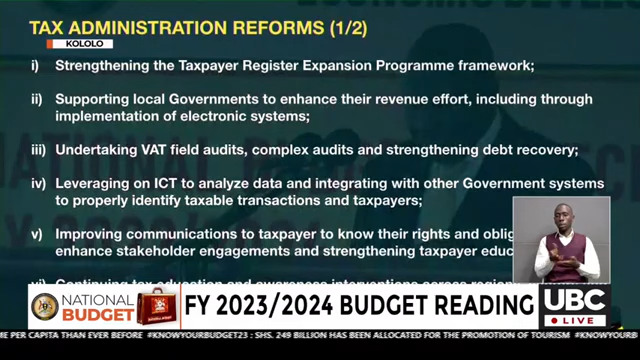 TAX ADMINISTRATION REFORMS (1/2)
KOLOLO
i) Strengthening the Taxpayer Register Expansion Programme framework;
ii) Supporting local Governments to enhance their revenue effort, including through
implementation of electronic systems;
iii) Undertaking VAT field audits, complex audits and strengthening debt recovery;
iv) Leveraging on ICT to analyze data and integrating with other Government systems
to properly identify taxable transactions and taxpayers;
v) Improving communications to taxpayer to know their rights and
enhance stakeholder engagements and strengthening taxpayer
NATIONAL
BUDGET
FY 2023/2024 BUDGET READING
UBC
LIVE
PER CAPITA THAN EVER BEFORE #KNOWYOURBUDGET23 : SHS. 249 BILLION HAS BEEN ALLOCATED FOR THE PROMOTION OF TOURISM